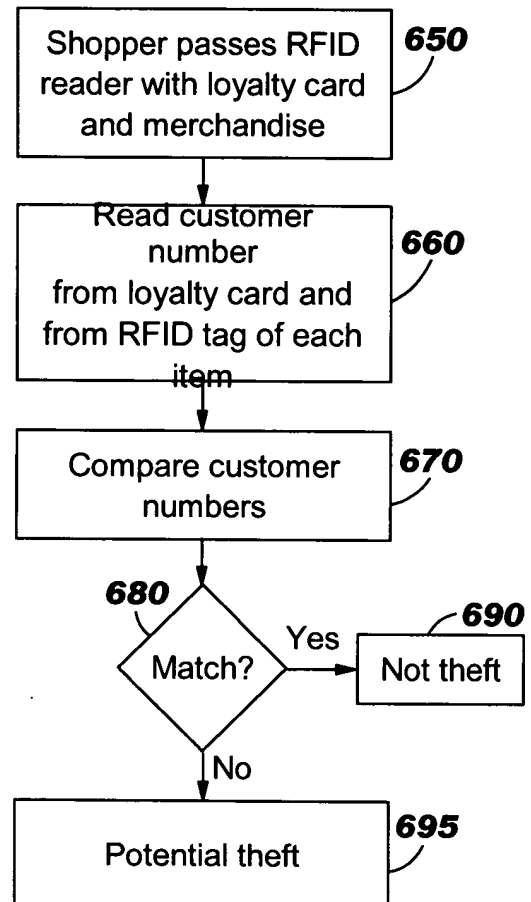 Shopper passes RFID
reader with loyalty card
and merchandise
650
Read customer
number
from loyalty card and
from RFID tag of each
item
660
Compare customer
numbers
670
680
Match?
Yes
690
Not theft
No
Potential theft
695